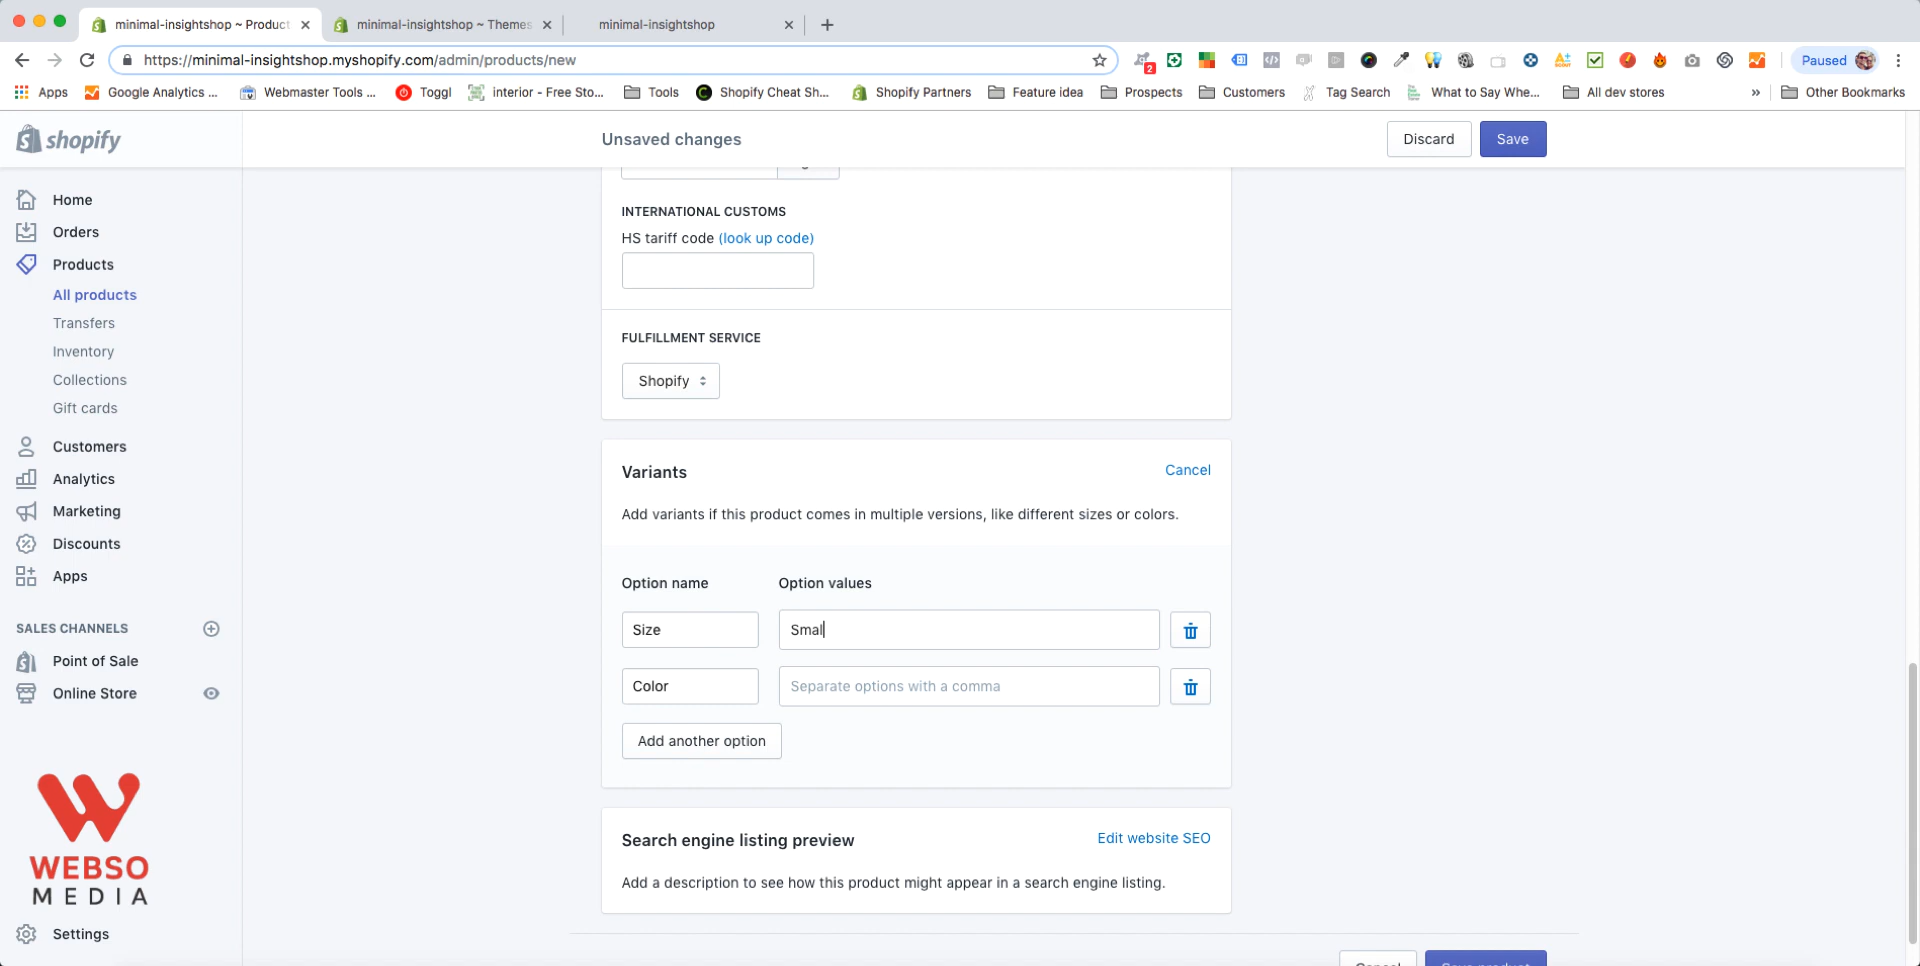 minimal-insightshop ~ Product
minimal-insightshop ~ Themes
minimal-insightshop
https://minimal-insightshop.myshopify.com/admin/products/new
2
Paused
Apps
Google Analytics ...
Webmaster Tools ...
Toggl
interior - Free Sto...
Tools
Shopify Cheat Sh...
Shopify Partners
Feature idea
Prospects
Customers
Tag Search
What to Say Whe...
All dev stores
»
Other Bookmarks
shopify
Unsaved changes
Discard
Save
Home
Orders
Products
All products
Transfers
Inventory
Collections
Gift cards
Customers
Analytics
Marketing
Discounts
Apps
SALES CHANNELS
Point of Sale
Online Store
WEBSO
MEDIA
Settings
INTERNATIONAL CUSTOMS
HS tariff code (look up code)
FULFILLMENT SERVICE
Shopify
Variants
Cancel
Add variants if this product comes in multiple versions, like different sizes or colors.
Option name
Option values
Size
Smal
Color
Separate options with a comma
Add another option
Search engine listing preview
Edit website SEO
Add a description to see how this product might appear in a search engine listing.
Cancel
Save product